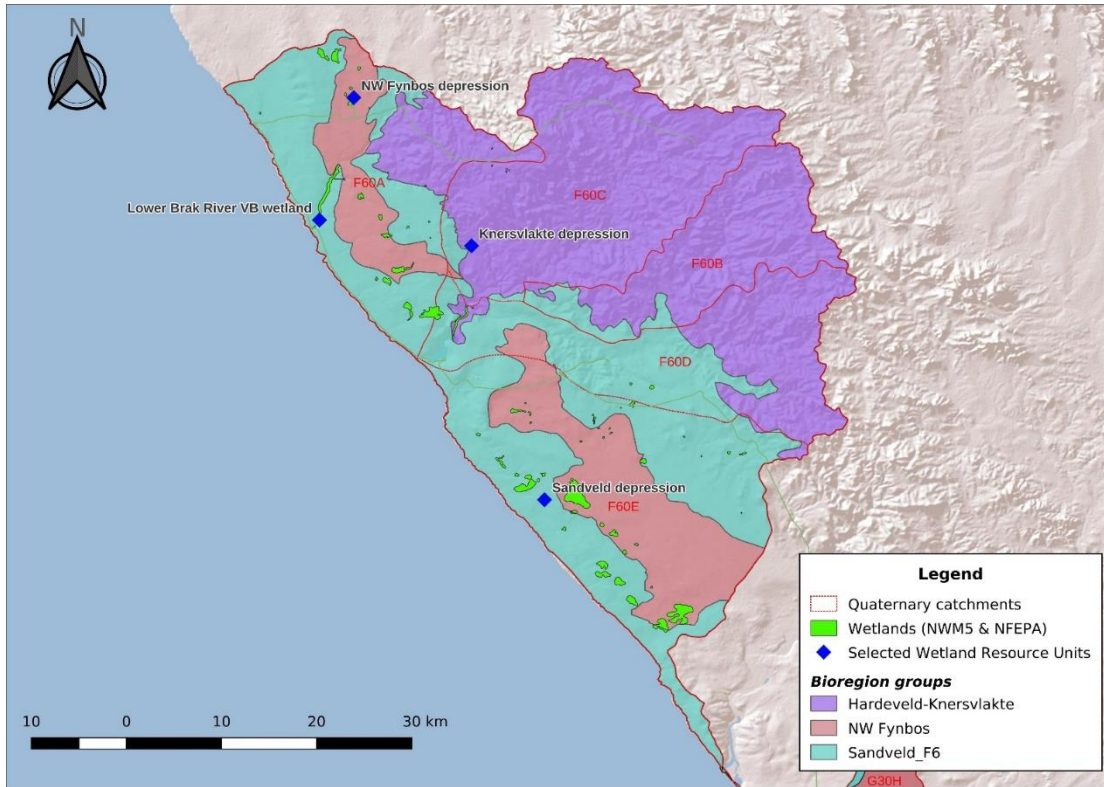 N
NW Fynbos depression
F60A
Lower Brak River VB wetland
F60C
Knersvlakte depression
F60B
F60D
Sandveld depression
F60E
10 0 10 20 30 km
Legend
Quaternary catchments
Wetlands (NWM5 & NFEPA)
Selected Wetland Resource Units
Bioregion groups
Hardeveld-Knersvlakte
NW Fynbos
Sandveld_F6
G30H